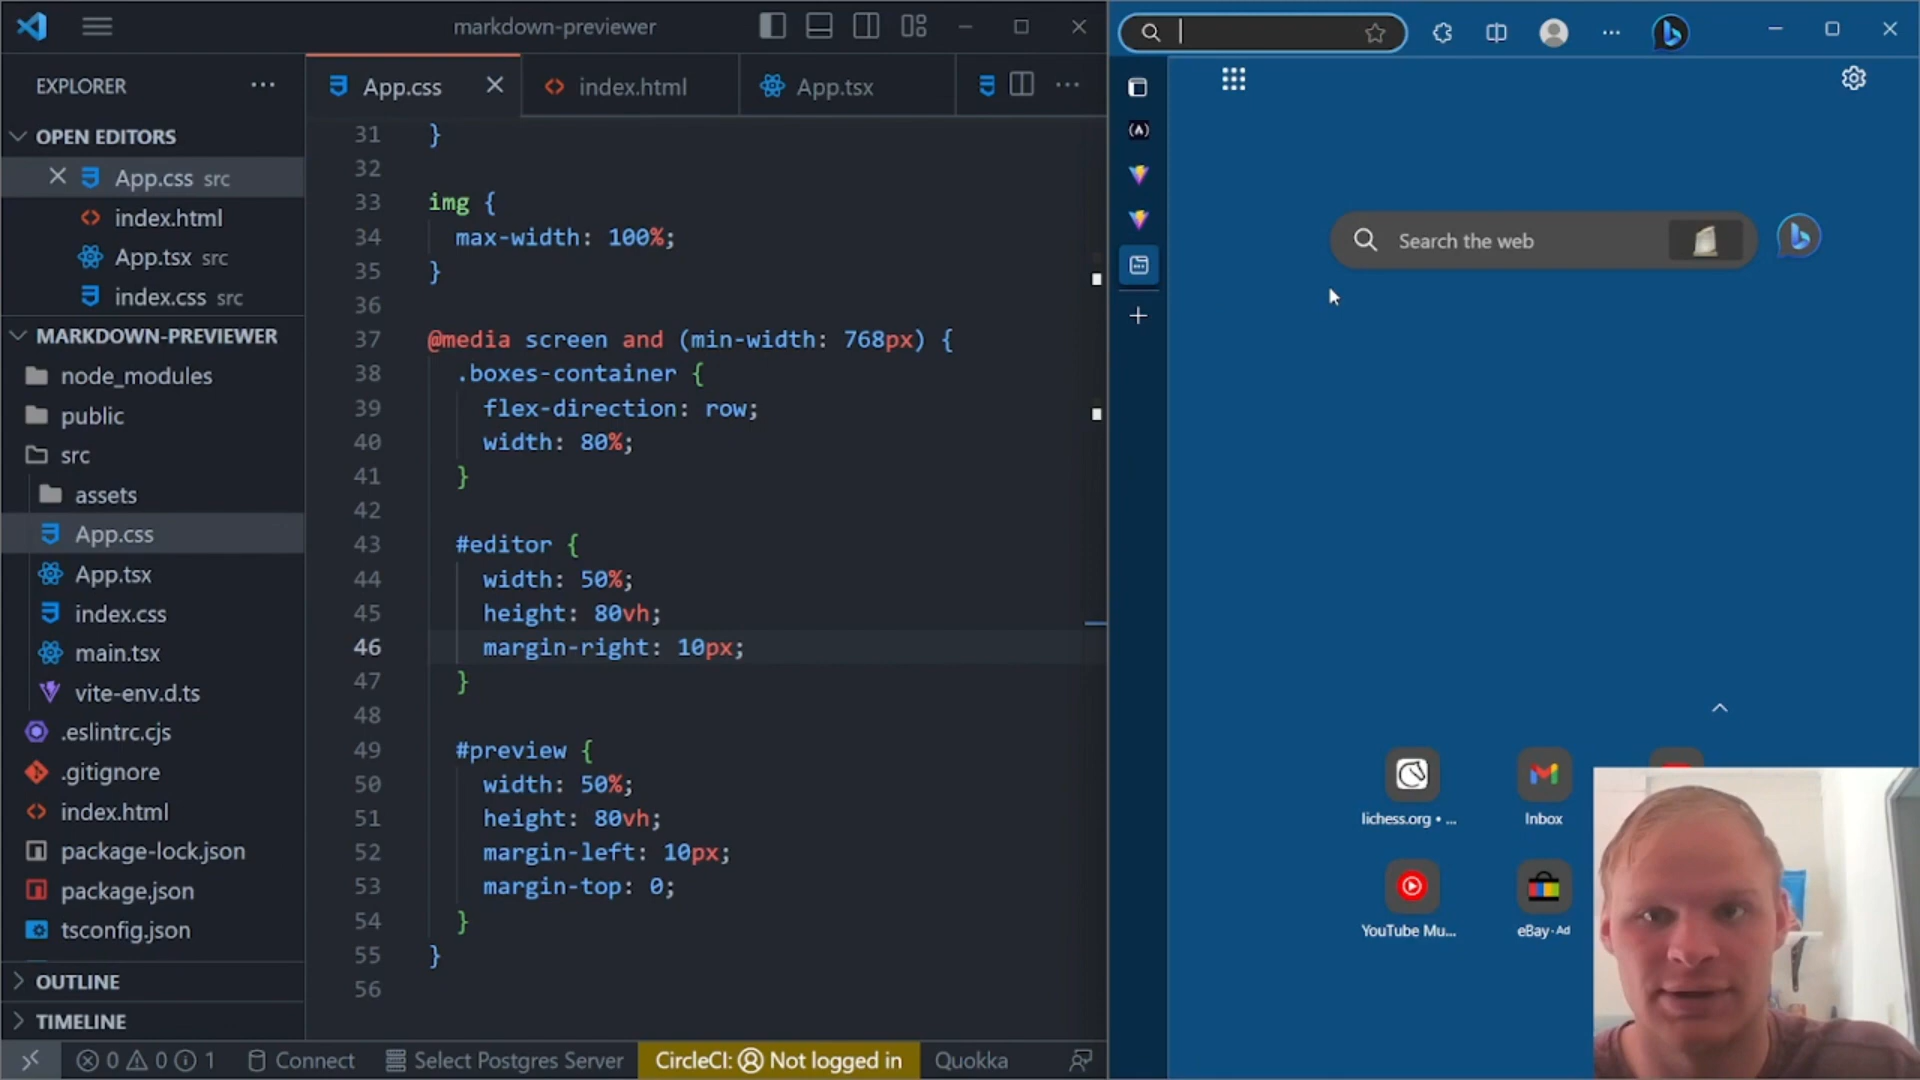 markdown-previewer
EXPLORER
OPEN EDITORS
App.css src
index.html
App.tsx src
index.css src
MARKDOWN-PREVIEWER
node_modules
public
src
assets
App.css
App.tsx
index.css
main.tsx
vite-env.d.ts
.eslintrc.cjs
.gitignore
index.html
package-lock.json
package.json
tsconfig.json
OUTLINE
TIMELINE
App.css
index.html
App.tsx
31 }
32
33 img {
34 max-width: 100%;
35 }
36
37 @media screen and (min-width: 768px) {
38 .boxes-container {
39 flex-direction: row;
40 width: 80%;
41 }
42
43 #editor {
44 width: 50%;
45 height: 80vh;
46 margin-right: 10px;
47 }
48
49 #preview {
50 width: 50%;
51 height: 80vh;
52 margin-left: 10px;
53 margin-top: 0;
54 }
55 }
56
0 0 1 Connect Select Postgres Server CircleCI: Not logged in Quokka
Search the web
lichess.org • ...
Inbox
YouTube Mu...
eBay · Ad